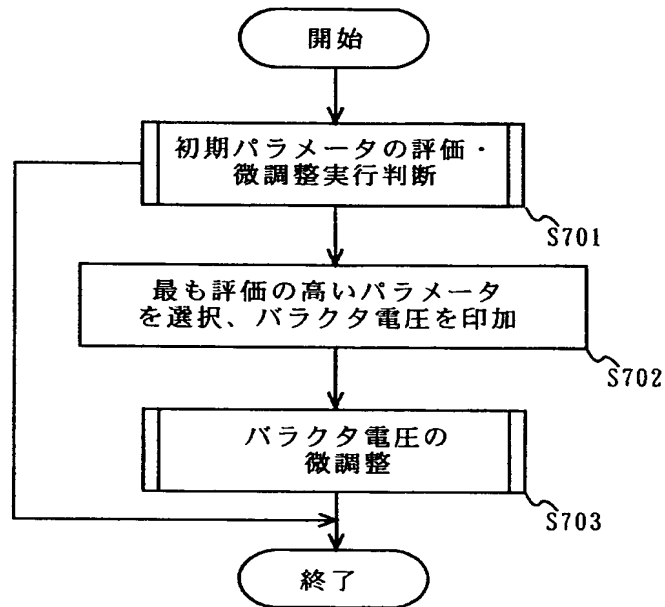 開始
初期パラメータの評価・
微調整実行判断
S701
最も評価の高いパラメータ
を選択、バラクタ電圧を印加
S702
バラクタ電圧の
微調整
S703
終了